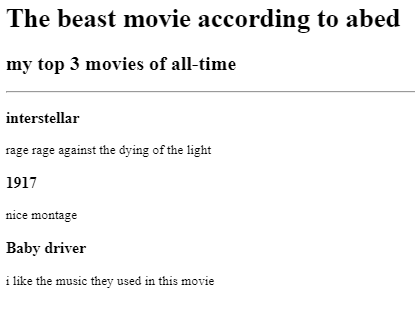 The beast movie according to abed
my top 3 movies of all-time
interstellar
rage rage against the dying of the light
1917
nice montage
Baby driver
i like the music they used in this movie